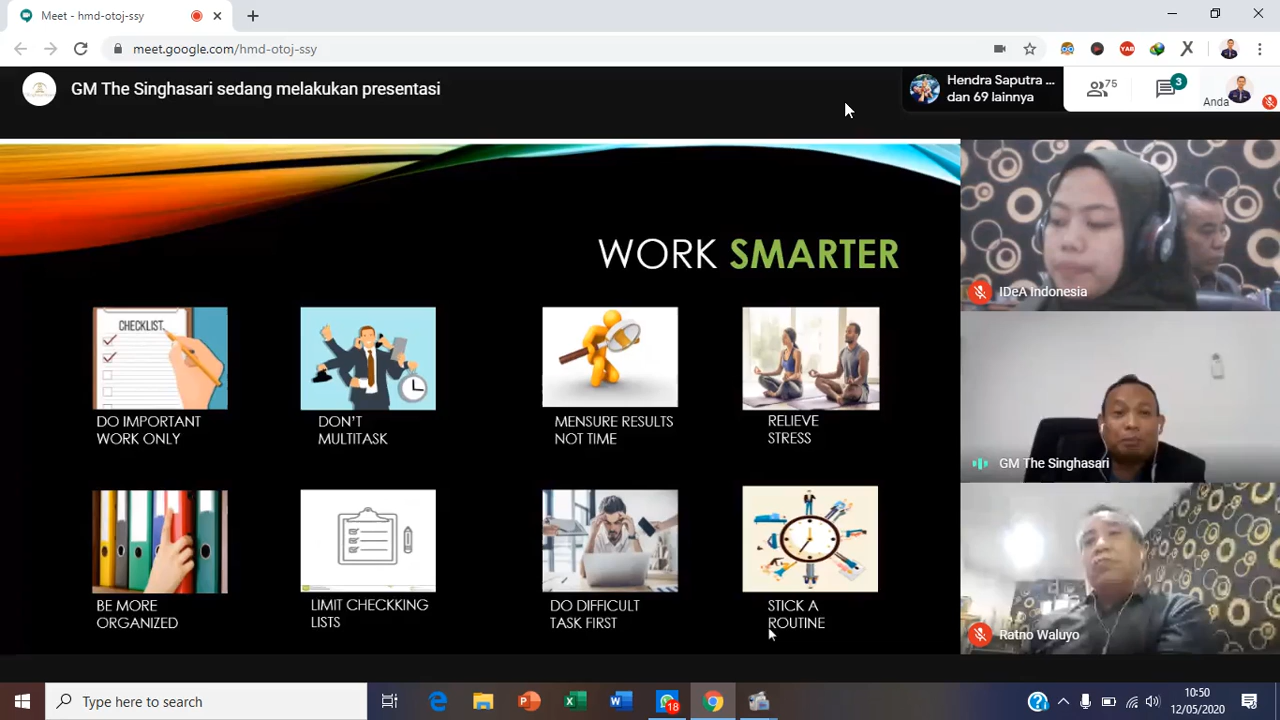 Meet - hmd-otoj-ssy
meet.google.com/hmd-otoj-ssy
YAB
GM The Singhasari sedang melakukan presentasi
Hendra Saputra ...
dan 69 lainnya
75
3
Anda
WORK SMARTER
CHECKLIST
DO IMPORTANT
WORK ONLY
DON'T
MULTITASK
MENSURE RESULTS
NOT TIME
RELIEVE
STRESS
BE MORE
ORGANIZED
LIMIT CHECKKING
LISTS
DO DIFFICULT
TASK FIRST
STICK A
ROUTINE
IDeA Indonesia
GM The Singhasari
Ratno Waluyo
Type here to search
18
10:50
12/05/2020